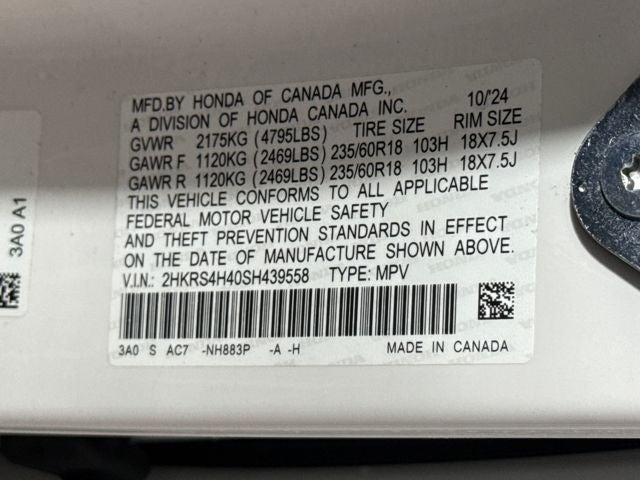 MFD.BY HONDA OF CANADA MFG.,
A DIVISION OF HONDA CANADA INC. 10/'24
GVWR 2175KG (4795LBS) TIRE SIZE RIM SIZE
GAWR F 1120KG (2469LBS) 235/60R18 103H 18X7.5J
GAWR R 1120KG (2469LBS) 235/60R18 103H 18X7.5J
THIS VEHICLE CONFORMS TO ALL APPLICABLE
FEDERAL MOTOR VEHICLE SAFETY
AND THEFT PREVENTION STANDARDS IN EFFECT
ON THE DATE OF MANUFACTURE SHOWN ABOVE.
V.I.N.: 2HKRS4H40SH439558 TYPE: MPV
3A0 S AC7 -NH883P -A -H MADE IN CANADA
3A0 A1